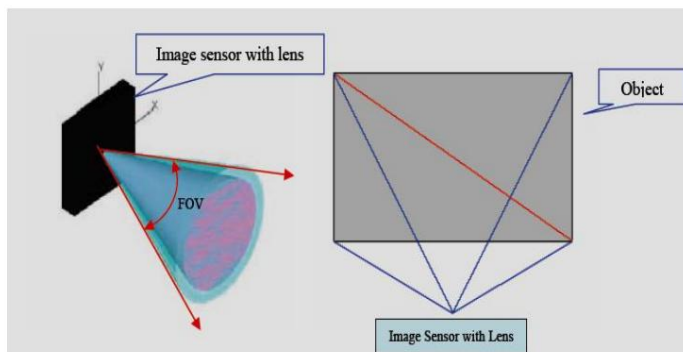 Image sensor with lens
Y
X
FOV
Object
Image Sensor with Lens